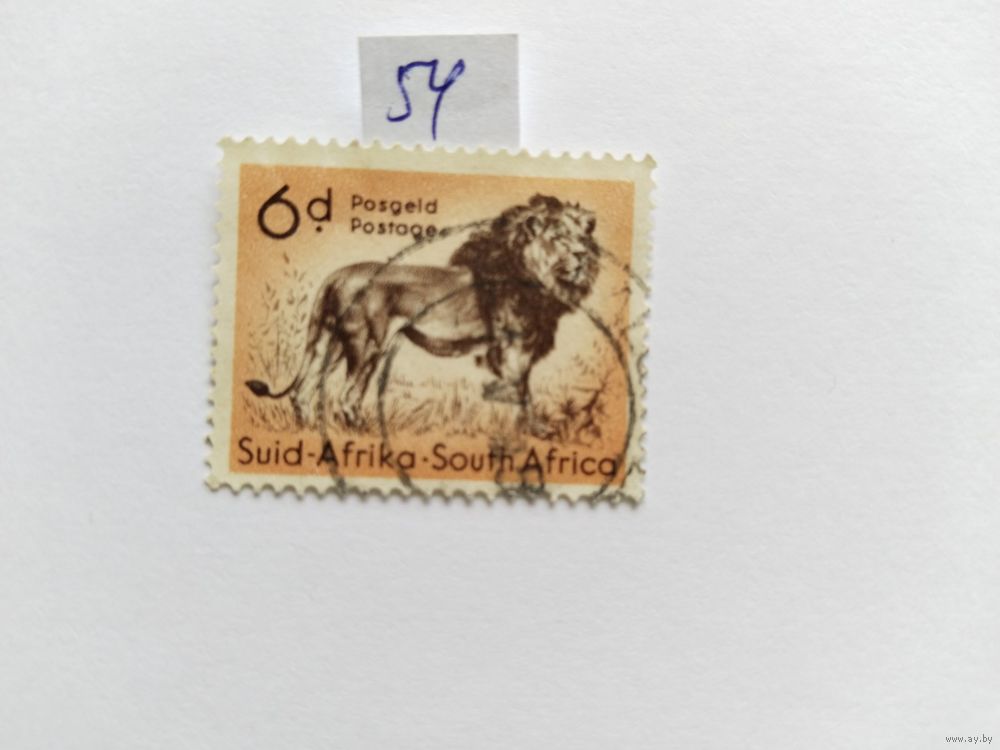 54
6d
Posgeld
Postage
Suid-Afrika·South Africa
www.ay.by